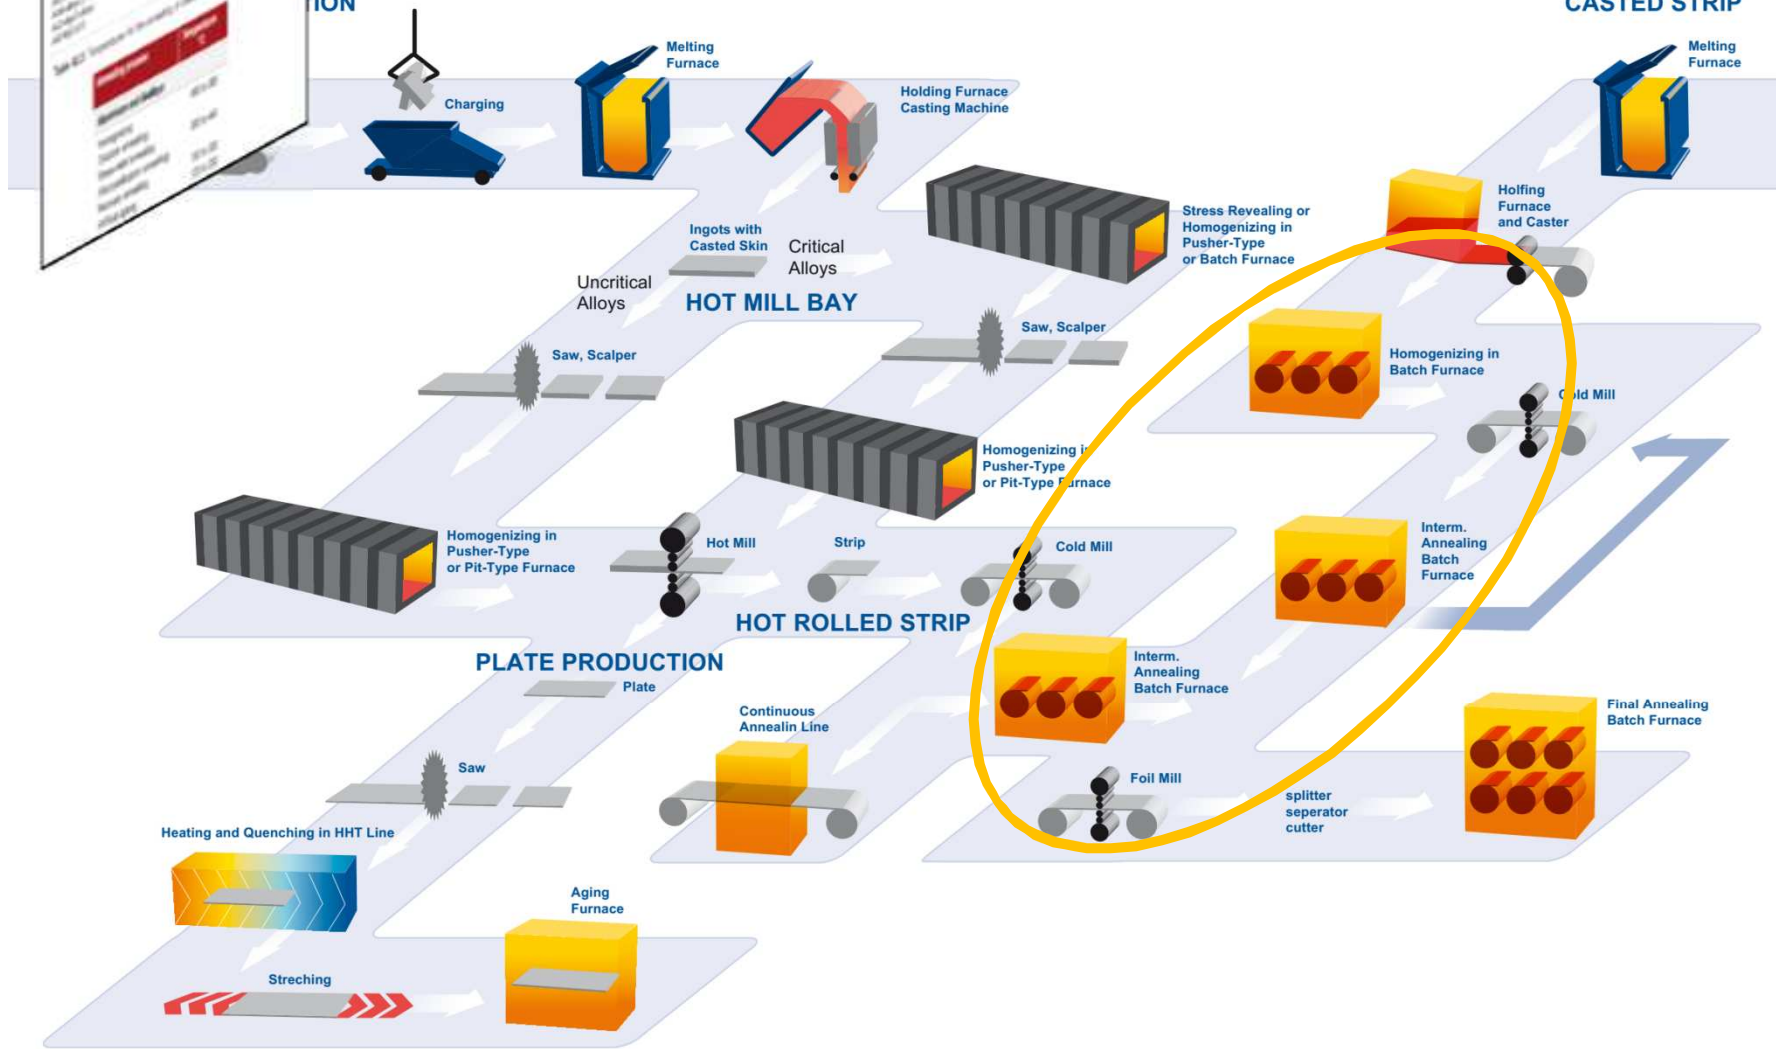 ION
CASTED STRIP
Melting
Furnace
Melting
Furnace
Charging
Holding Furnace
Casting Machine
Holfing
Furnace
and Caster
Stress Revealing or
Homogenizing in
Pusher-Type
or Batch Furnace
Ingots with
Casted Skin
Critical
Alloys
Uncritical
Alloys
HOT MILL BAY
Saw, Scalper
Saw, Scalper
Homogenizing in
Batch Furnace
Cold Mill
Homogenizing in
Pusher-Type
or Pit-Type Furnace
Homogenizing in
Pusher-Type
or Pit-Type Furnace
Hot Mill
Strip
Cold Mill
Interm.
Annealing
Batch
Furnace
HOT ROLLED STRIP
PLATE PRODUCTION
Plate
Interm.
Annealing
Batch Furnace
Continuous
Annealin Line
Final Annealing
Batch Furnace
Saw
Foil Mill
splitter
seperator
cutter
Heating and Quenching in HHT Line
Aging
Furnace
Streching